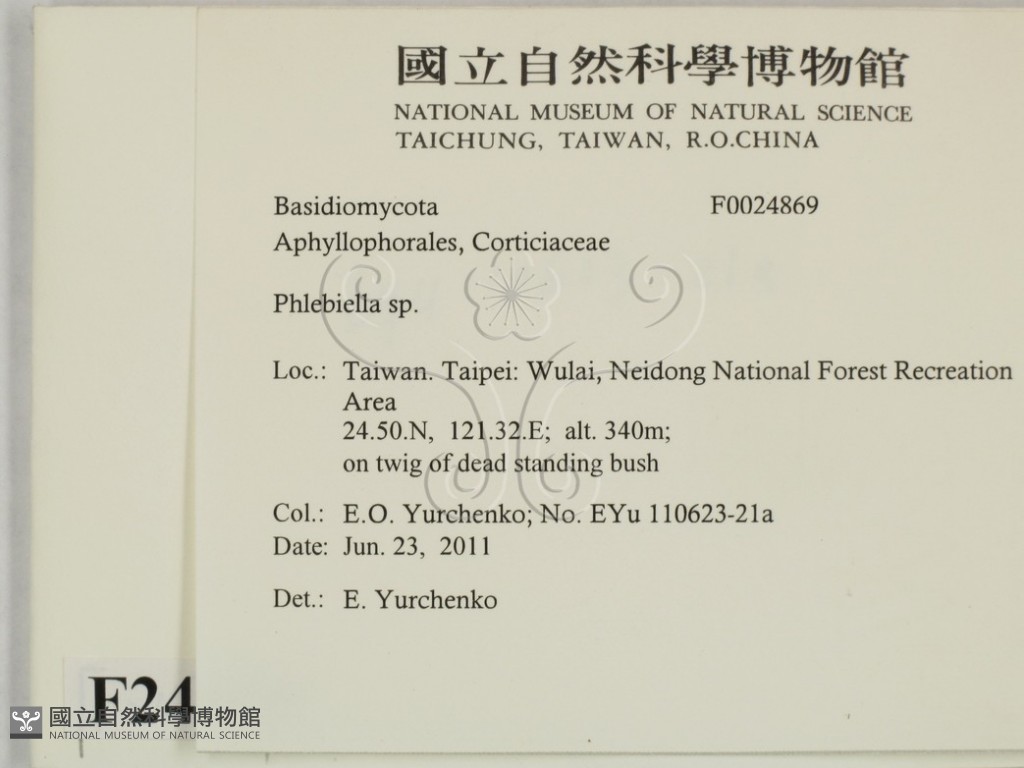 國立自然科學博物館
NATIONAL MUSEUM OF NATURAL SCIENCE
TAICHUNG, TAIWAN, R.O.CHINA
Basidiomycota F0024869
Aphyllophorales, Corticiaceae
Phlebiella sp.
Loc.: Taiwan. Taipei: Wulai, Neidong National Forest Recreation
Area
24.50.N, 121.32.E; alt. 340m;
on twig of dead standing bush
Col.: E.O. Yurchenko; No. EYu 110623-21a
Date: Jun. 23, 2011
Det.: E. Yurchenko
F24
國立自然科學博物館
NATIONAL MUSEUM OF NATURAL SCIENCE